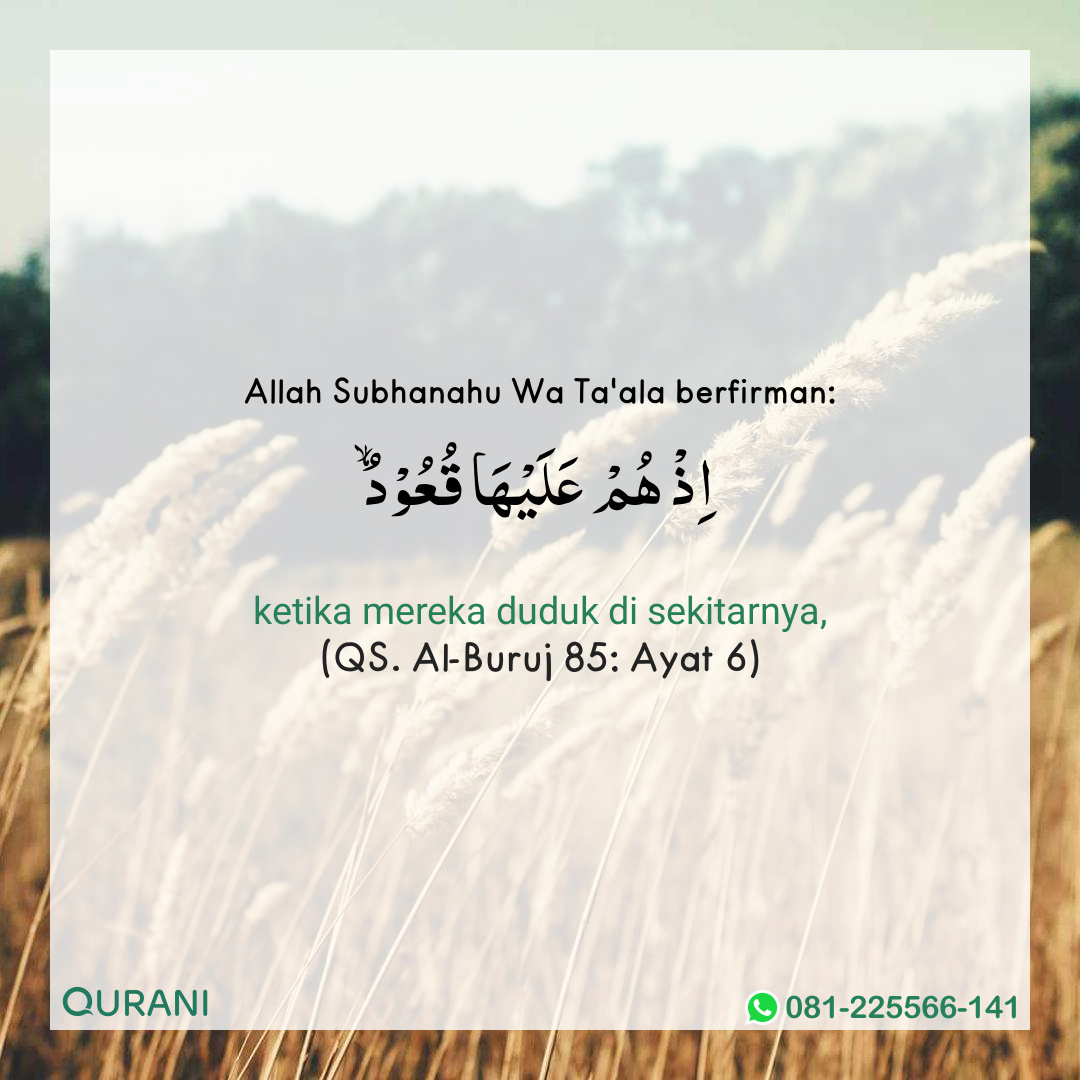 Allah Subhanahu Wa Ta'ala berfirman:
اِذْ هُمْ عَلَيْهَا قُعُوْدٌ ۙ
ketika mereka duduk di sekitarnya,
(QS. Al-Buruj 85: Ayat 6)
QURANI
081-225566-141